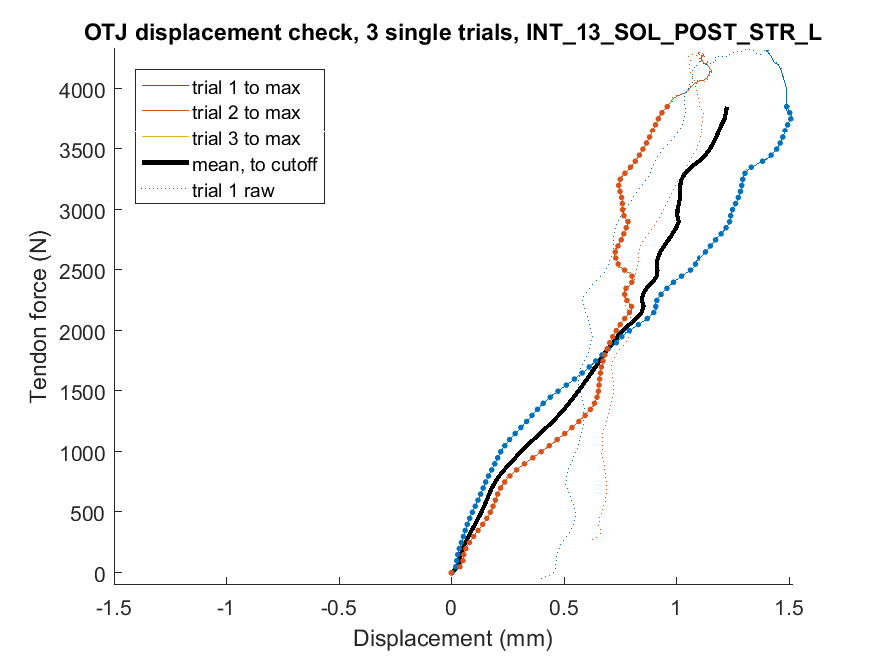 OTJ displacement check, 3 single trials, INT_13_SOL_POST_STR_L
trial 1 to max
trial 2 to max
trial 3 to max
mean, to cutoff
trial 1 raw
Tendon force (N)
4000
3500
3000
2500
2000
1500
1000
500
0
-1.5
-1
-0.5
0
0.5
1
1.5
Displacement (mm)